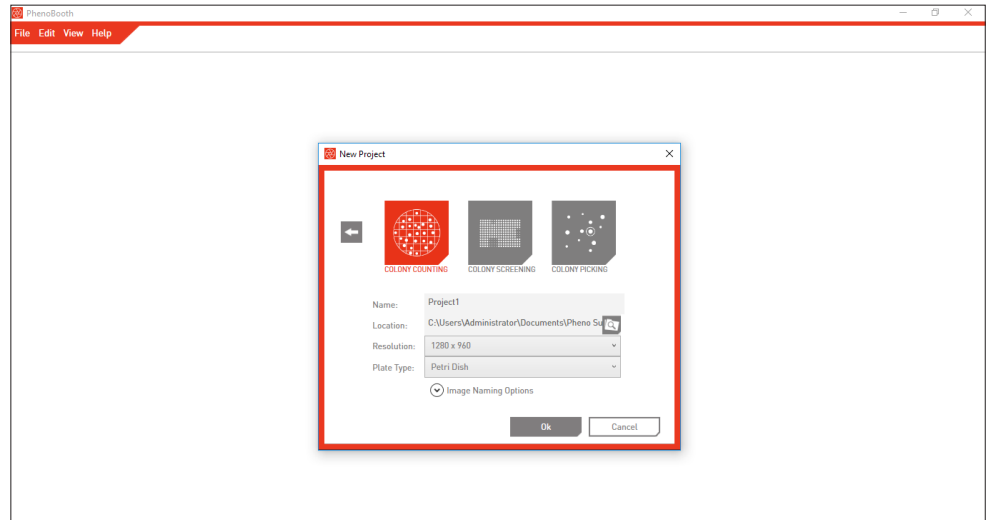 PhenoBooth
File Edit View Help
New Project
COLONY COUNTING COLONY SCREENING COLONY PICKING
Name: Project1
Location: C:\Users\Administrator\Documents\Pheno Su
Resolution: 1280 x 960
Plate Type: Petri Dish
Image Naming Options
Ok Cancel